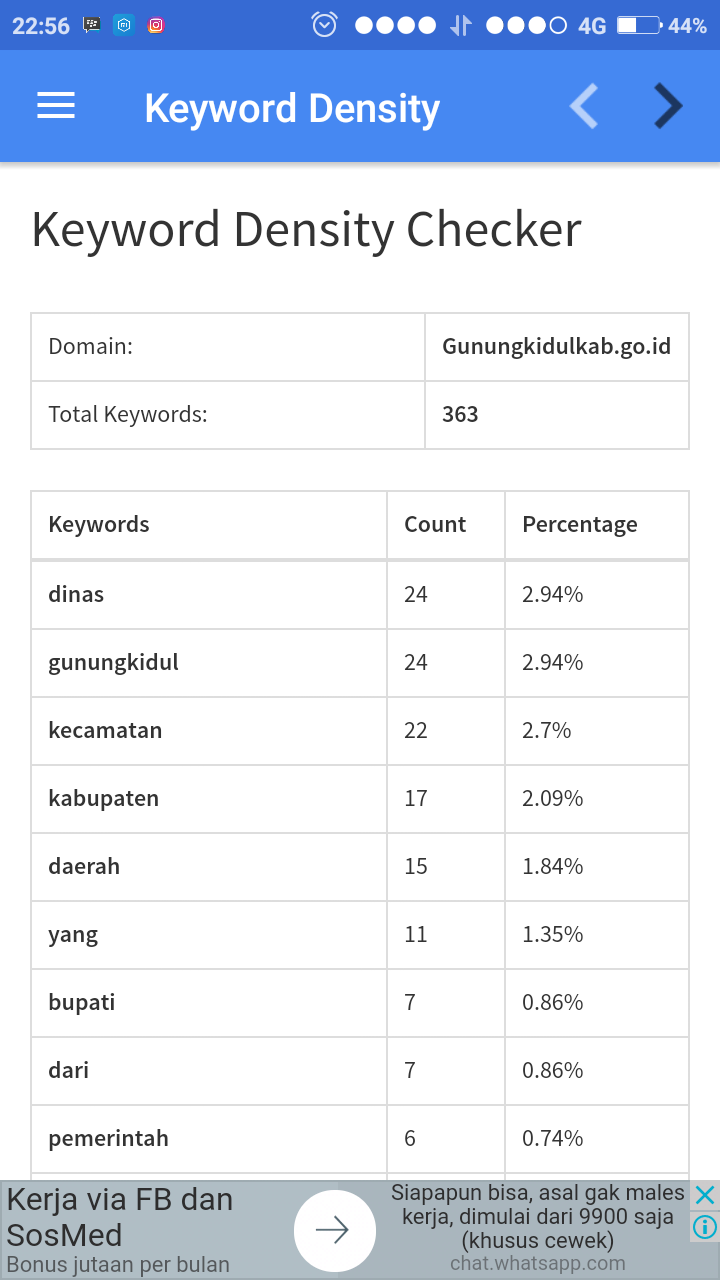 22:56 4G 44%
Keyword Density
Keyword Density Checker
Domain: Gunungkidulkab.go.id
Total Keywords: 363
Keywords Count Percentage
dinas 24 2.94%
gunungkidul 24 2.94%
kecamatan 22 2.7%
kabupaten 17 2.09%
daerah 15 1.84%
yang 11 1.35%
bupati 7 0.86%
dari 7 0.86%
pemerintah 6 0.74%
Kerja via FB dan
SosMed
Bonus jutaan per bulan
Siapapun bisa, asal gak males
kerja, dimulai dari 9900 saja
(khusus cewek)
chat.whatsapp.com